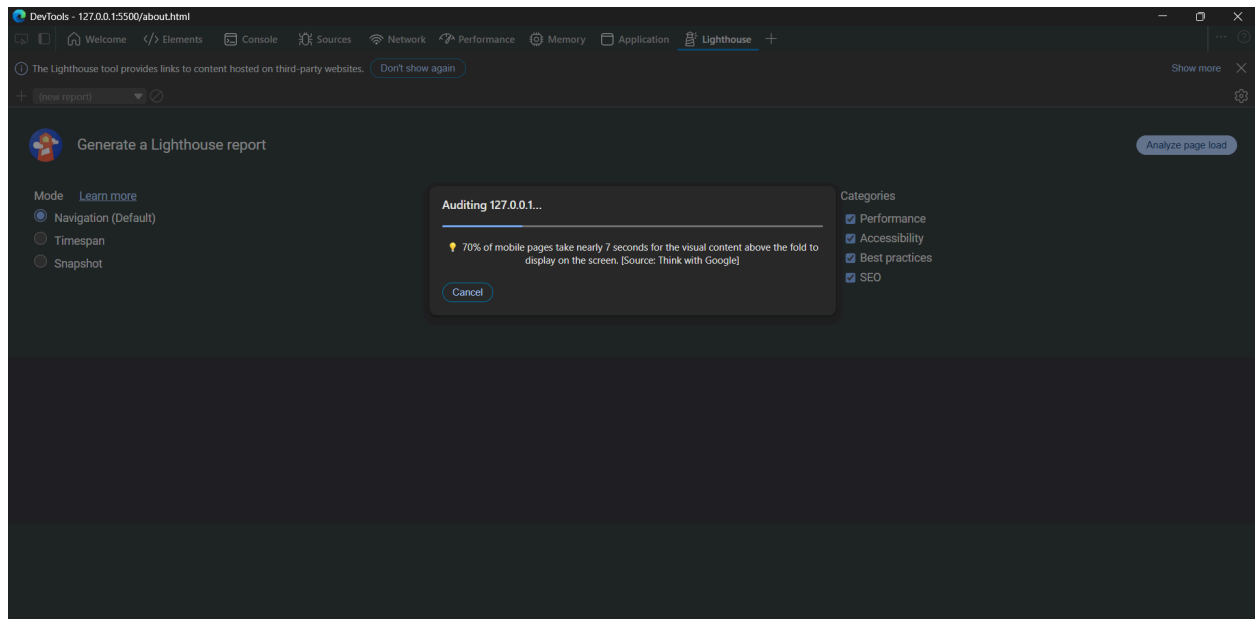 DevTools - 127.0.0.1:5500/about.html
Welcome Elements Console Sources Network Performance Memory Application Lighthouse
The Lighthouse tool provides links to content hosted on third-party websites. Don't show again Show more
(new report)
Generate a Lighthouse report
Analyze page load
Mode Learn more
Navigation (Default)
Timespan
Snapshot
Auditing 127.0.0.1...
70% of mobile pages take nearly 7 seconds for the visual content above the fold to
display on the screen. [Source: Think with Google]
Cancel
Categories
Performance
Accessibility
Best practices
SEO